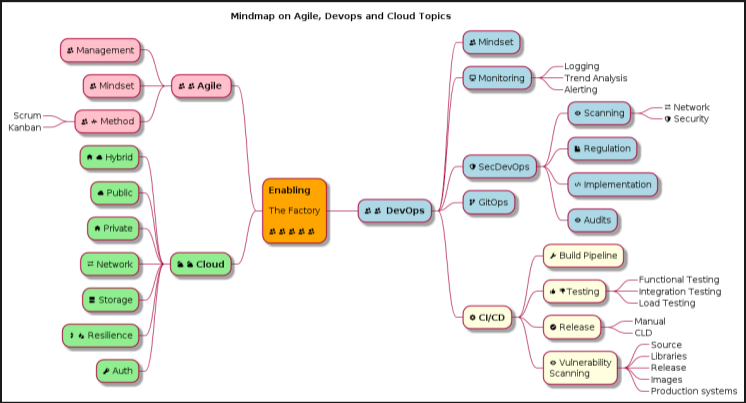 Mindmap on Agile, Devops and Cloud Topics
Management
Mindset
Method
Scrum
Kanban
Agile
Hybrid
Public
Private
Network
Storage
Resilience
Auth
Cloud
Enabling
The Factory
DevOps
Mindset
Monitoring
Logging
Trend Analysis
Alerting
SecDevOps
Scanning
Network
Security
Regulation
Implementation
Audits
GitOps
CI/CD
Build Pipeline
Testing
Functional Testing
Integration Testing
Load Testing
Release
Manual
CLD
Vulnerability
Scanning
Source
Libraries
Release
Images
Production systems